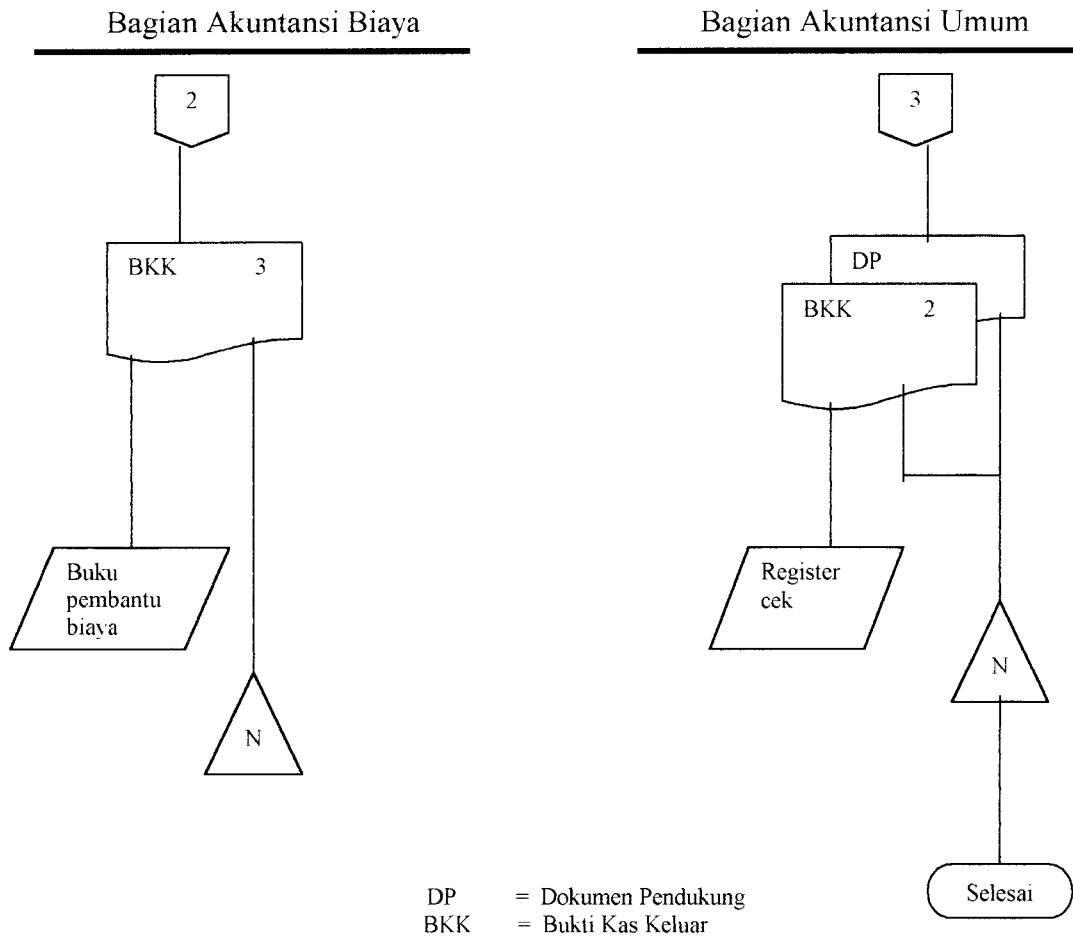 Bagian Akuntansi Biaya
2
BKK 3
Buku
pembantu
biaya
N
Bagian Akuntansi Umum
3
DP
BKK 2
Register
cek
N
Selesai
DP = Dokumen Pendukung
BKK = Bukti Kas Keluar